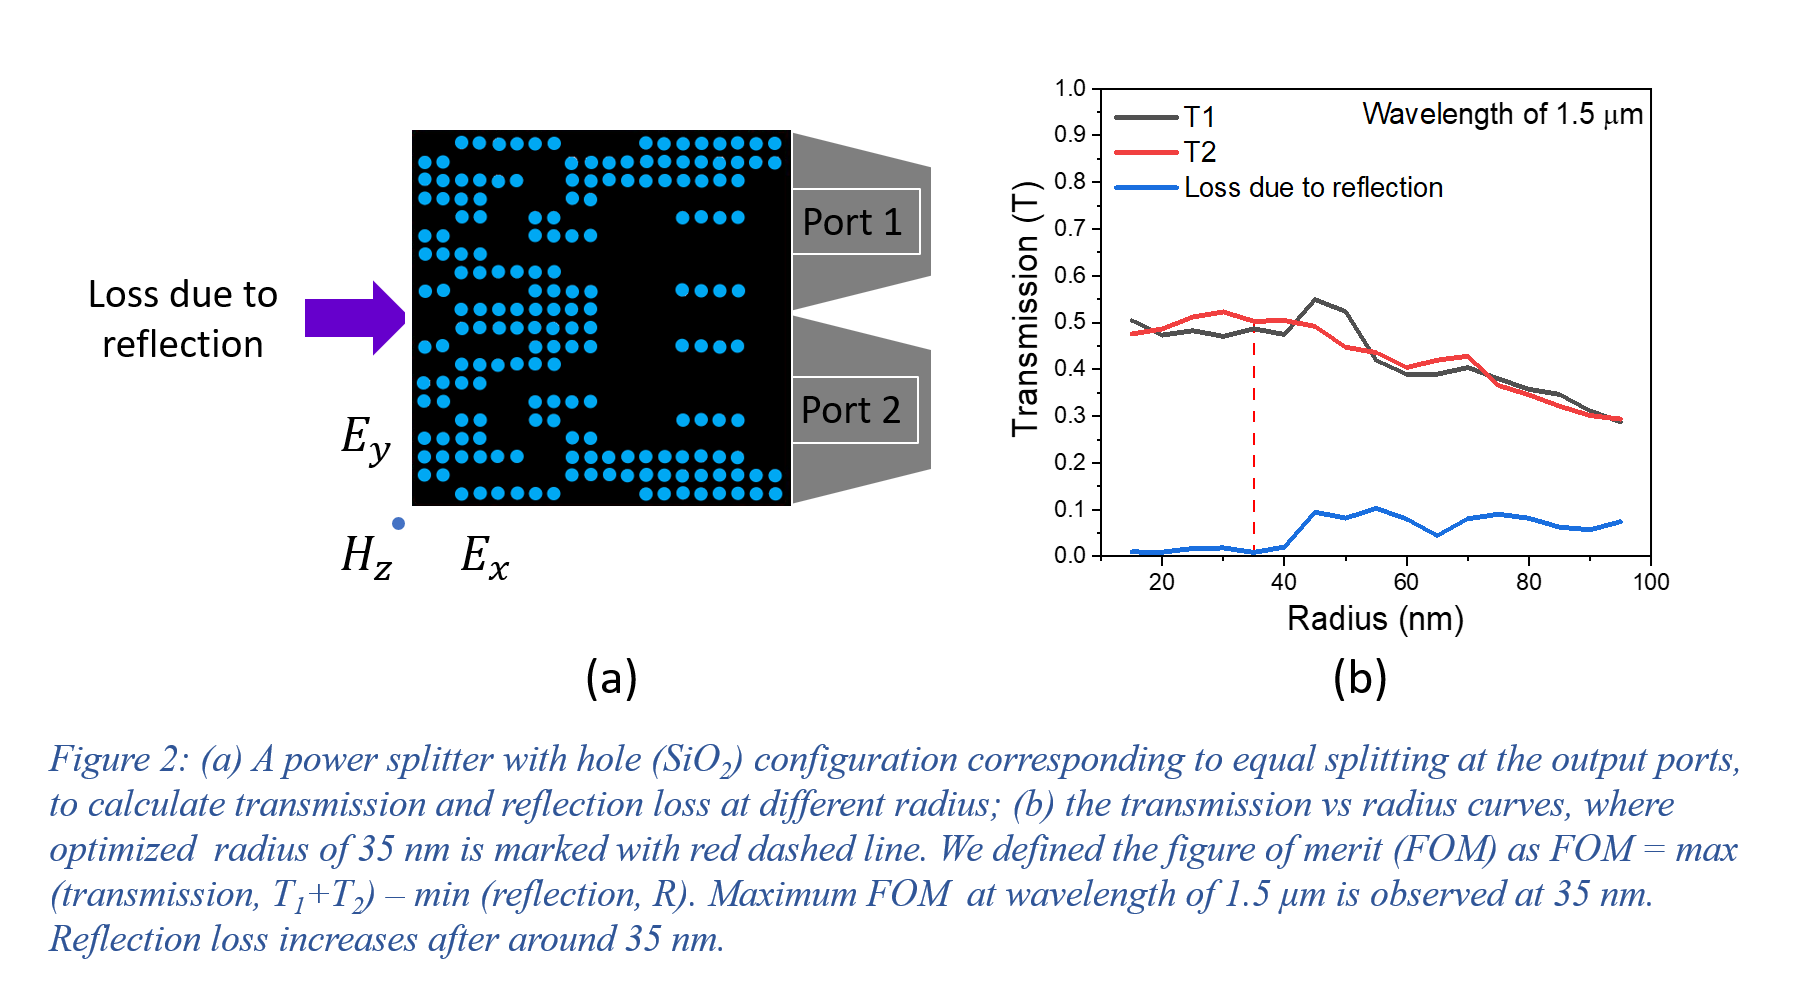 Loss due to
reflection
Port 1
Port 2
E_y
H_z
E_x
(a)
1.0
0.9
0.8
0.7
0.6
0.5
0.4
0.3
0.2
0.1
0.0
Transmission (T)
T1
T2
Loss due to reflection
Wavelength of 1.5 μm
20 40 60 80 100
Radius (nm)
(b)
Figure 2: (a) A power splitter with hole (SiO₂) configuration corresponding to equal splitting at the output ports,
to calculate transmission and reflection loss at different radius; (b) the transmission vs radius curves, where
optimized radius of 35 nm is marked with red dashed line. We defined the figure of merit (FOM) as FOM = max
(transmission, T₁+T₂) – min (reflection, R). Maximum FOM at wavelength of 1.5 μm is observed at 35 nm.
Reflection loss increases after around 35 nm.